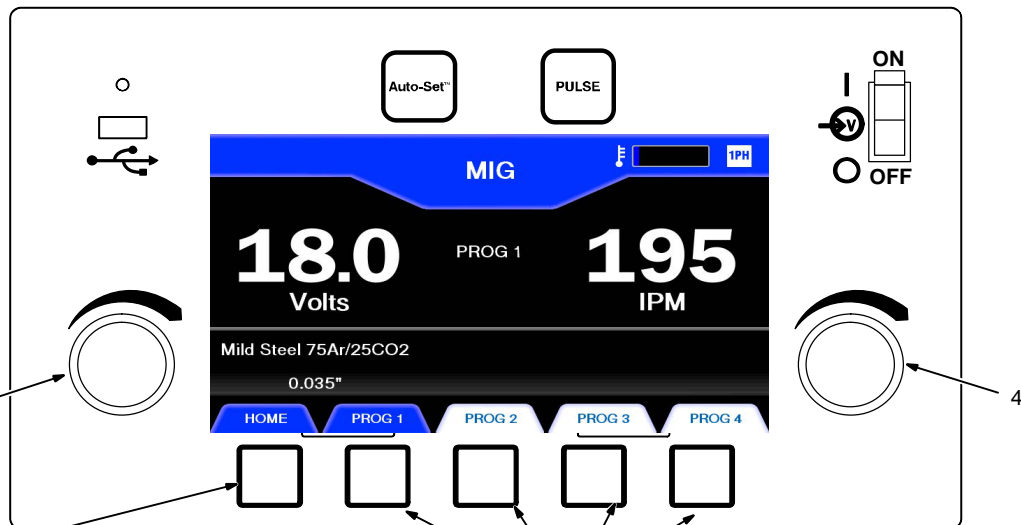 Auto-Set™
PULSE
ON
V
OFF
MIG
1PH
18.0
Volts
PROG 1
195
IPM
Mild Steel 75Ar/25CO2
0.035"
HOME
PROG 1
PROG 2
PROG 3
PROG 4
4